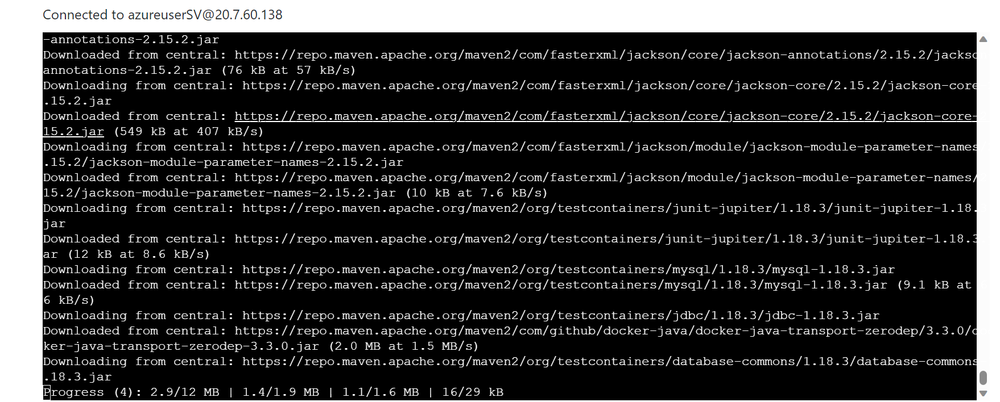 Connected to azureuserSV@20.7.60.138
-annotations-2.15.2.jar
Downloaded from central: https://repo.maven.apache.org/maven2/com/fasterxml/jackson/core/jackson-annotations/2.15.2/jackson
annotations-2.15.2.jar (76 kB at 57 kB/s)
Downloading from central: https://repo.maven.apache.org/maven2/com/fasterxml/jackson/core/jackson-core/2.15.2/jackson-core
.15.2.jar
Downloaded from central: https://repo.maven.apache.org/maven2/com/fasterxml/jackson/core/jackson-core/2.15.2/jackson-core-
15.2.jar (549 kB at 407 kB/s)
Downloading from central: https://repo.maven.apache.org/maven2/com/fasterxml/jackson/module/jackson-module-parameter-names
.15.2/jackson-module-parameter-names-2.15.2.jar
Downloaded from central: https://repo.maven.apache.org/maven2/com/fasterxml/jackson/module/jackson-module-parameter-names/
15.2/jackson-module-parameter-names-2.15.2.jar (10 kB at 7.6 kB/s)
Downloading from central: https://repo.maven.apache.org/maven2/org/testcontainers/junit-jupiter/1.18.3/junit-jupiter-1.18.
jar
Downloaded from central: https://repo.maven.apache.org/maven2/org/testcontainers/junit-jupiter/1.18.3/junit-jupiter-1.18.3
ar (12 kB at 8.6 kB/s)
Downloading from central: https://repo.maven.apache.org/maven2/org/testcontainers/mysql/1.18.3/mysql-1.18.3.jar
Downloaded from central: https://repo.maven.apache.org/maven2/org/testcontainers/mysql/1.18.3/mysql-1.18.3.jar (9.1 kB at
6 kB/s)
Downloading from central: https://repo.maven.apache.org/maven2/org/testcontainers/jdbc/1.18.3/jdbc-1.18.3.jar
Downloaded from central: https://repo.maven.apache.org/maven2/com/github/docker-java/docker-java-transport-zerodep/3.3.0/
ker-java-transport-zerodep-3.3.0.jar (2.0 MB at 1.5 MB/s)
Downloading from central: https://repo.maven.apache.org/maven2/org/testcontainers/database-commons/1.18.3/database-commons
.18.3.jar
Progress (4): 2.9/12 MB | 1.4/1.9 MB | 1.1/1.6 MB | 16/29 kB